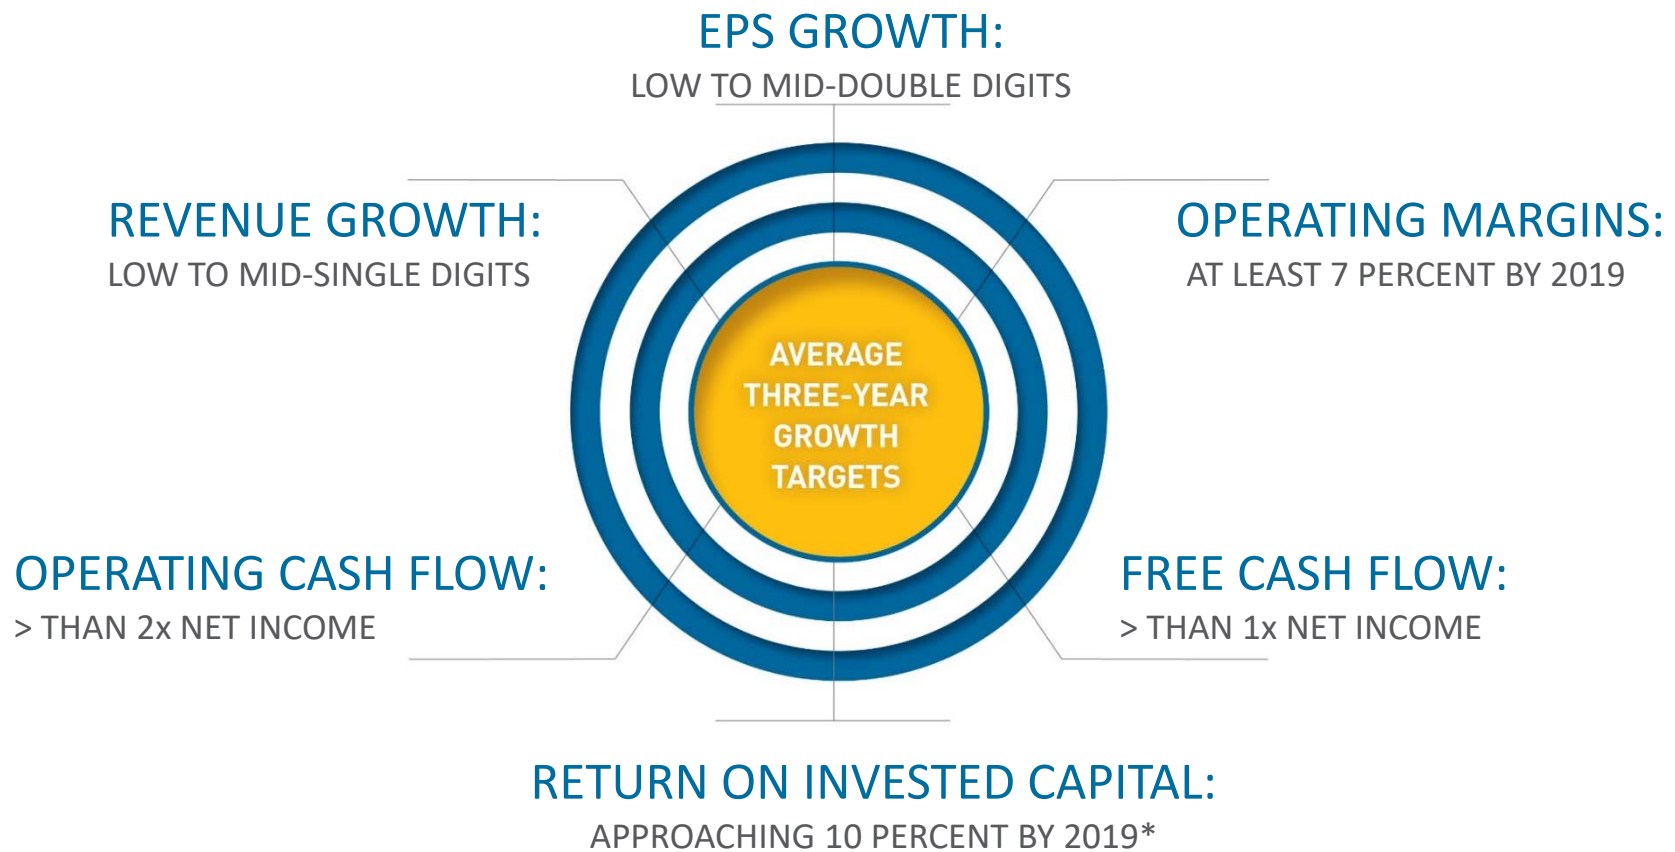 EPS GROWTH:
LOW TO MID-DOUBLE DIGITS
REVENUE GROWTH:
LOW TO MID-SINGLE DIGITS
OPERATING MARGINS:
AT LEAST 7 PERCENT BY 2019
AVERAGE
THREE-YEAR
GROWTH
TARGETS
OPERATING CASH FLOW:
> THAN 2x NET INCOME
FREE CASH FLOW:
> THAN 1x NET INCOME
RETURN ON INVESTED CAPITAL:
APPROACHING 10 PERCENT BY 2019*